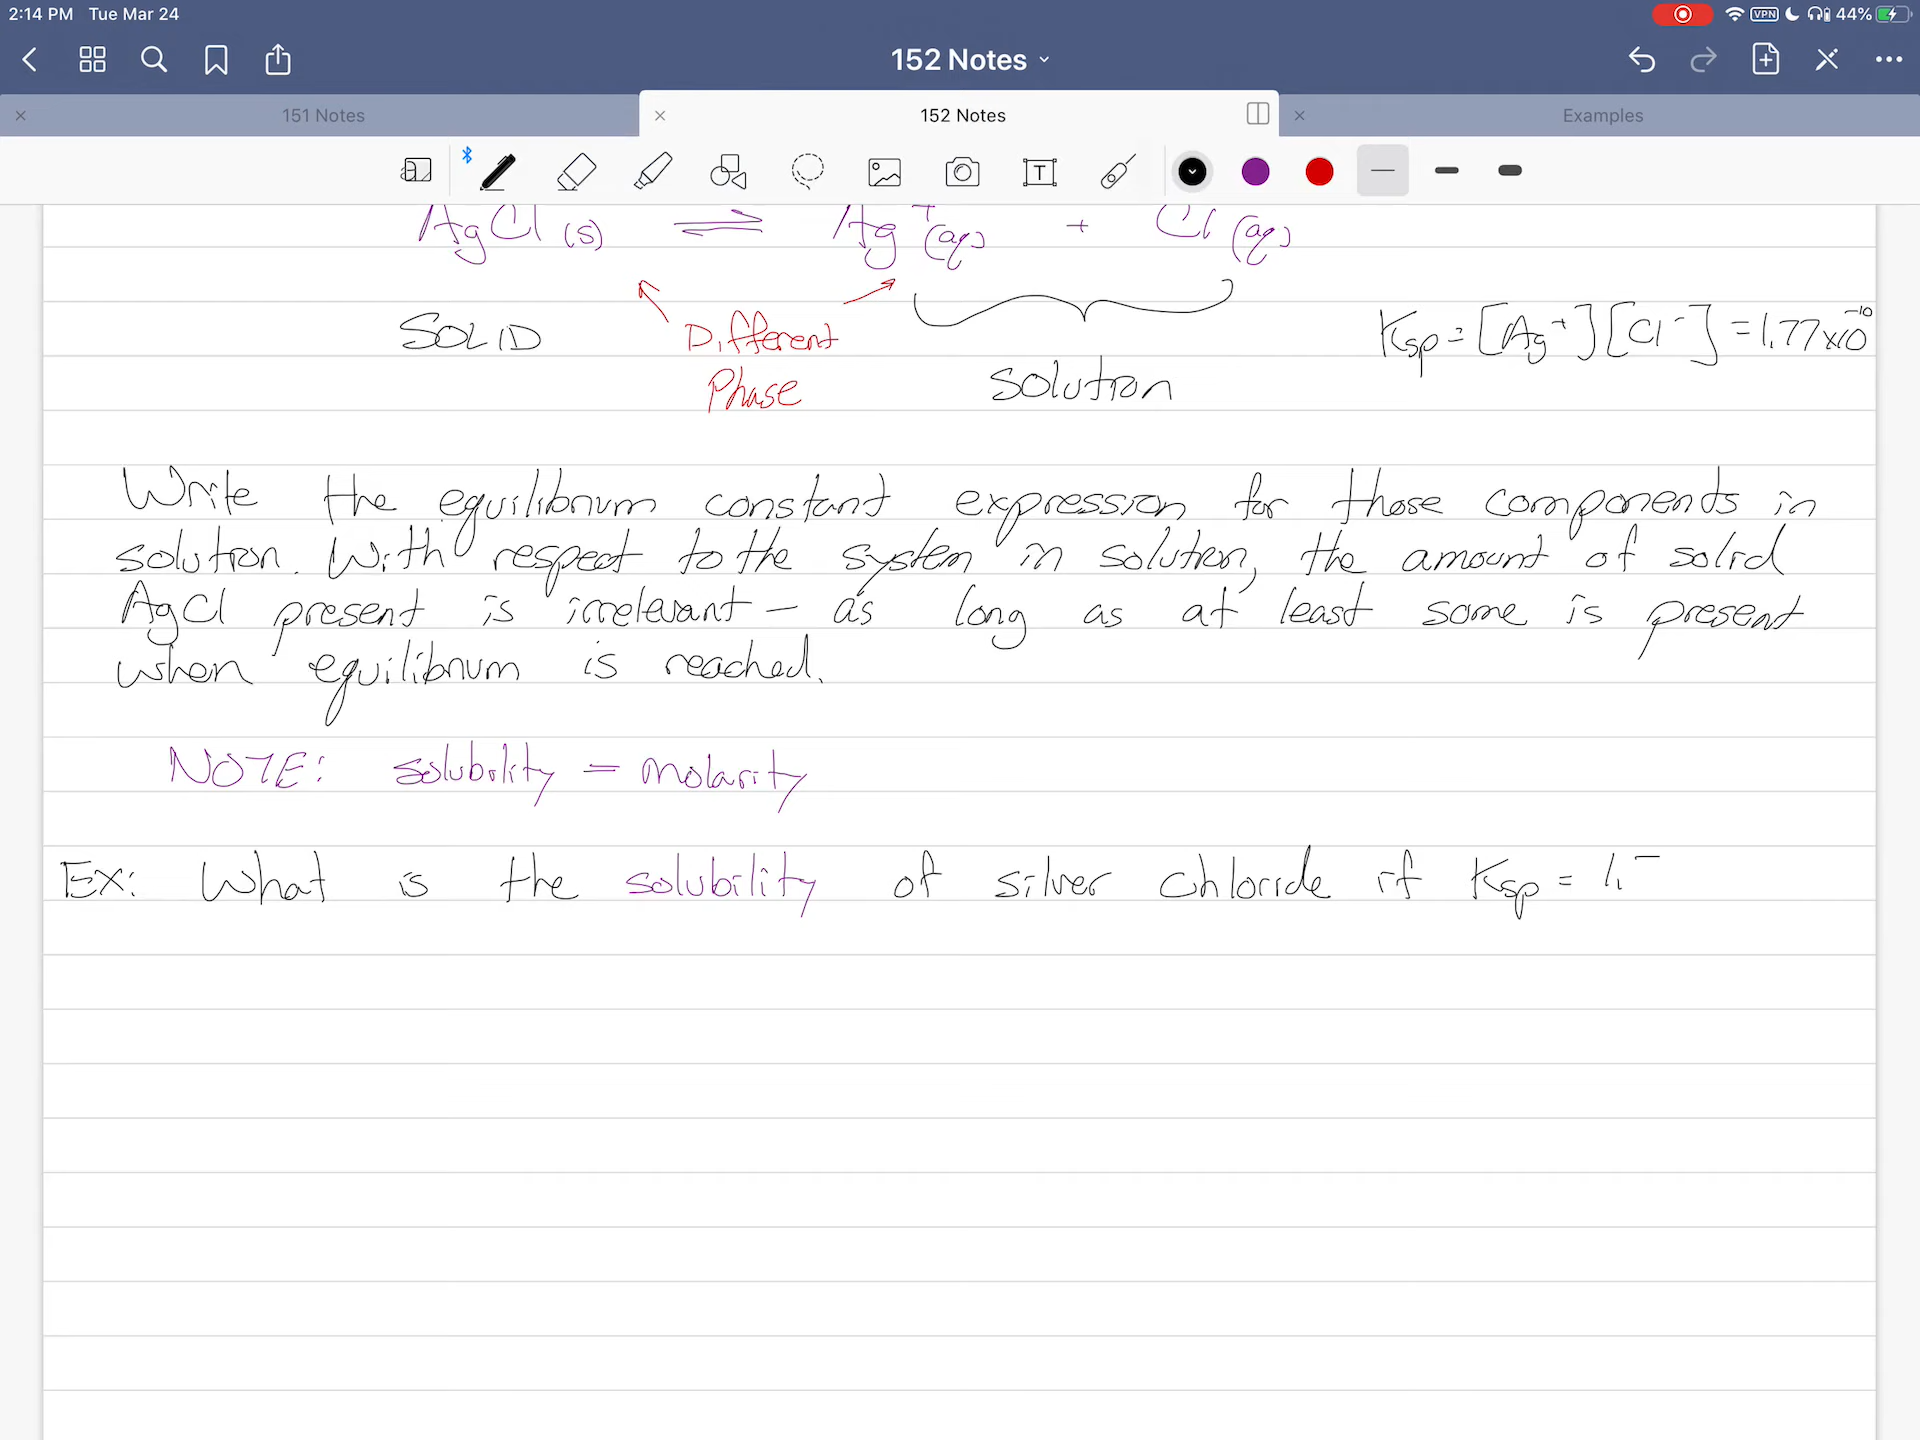 2:14 PM Tue Mar 24
VPN 44%
152 Notes
151 Notes
152 Notes
Examples
T
AgCl (s) ⇌ Ag⁺(aq) + Cl (aq)
SOLID Different Phase solution
Ksp = [Ag⁺][Cl⁻] = 1.77x10⁻¹⁰
Write the equilibrium constant expression for those components in
solution. With respect to the system in solution, the amount of solid
AgCl present is irrelevant – as long as at least some is present
when equilibrium is reached.
NOTE: solubility = molarity
EX: What is the solubility of silver chloride if Ksp = 1.